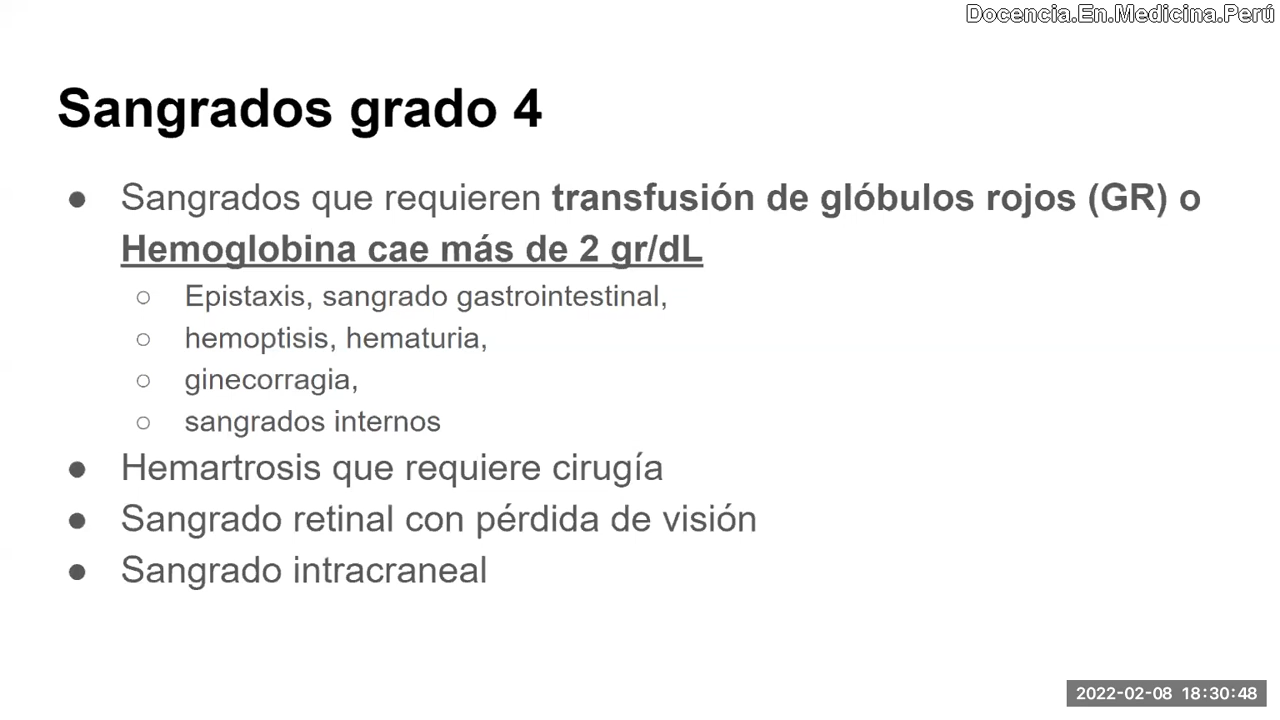 Docencia.En.Medicina.Perú
Sangrados grado 4
● Sangrados que requieren transfusión de glóbulos rojos (GR) o
Hemoglobina cae más de 2 gr/dL
○ Epistaxis, sangrado gastrointestinal,
○ hemoptisis, hematuria,
○ ginecorragia,
○ sangrados internos
● Hemartrosis que requiere cirugía
● Sangrado retinal con pérdida de visión
● Sangrado intracraneal
2022-02-08 18:30:48